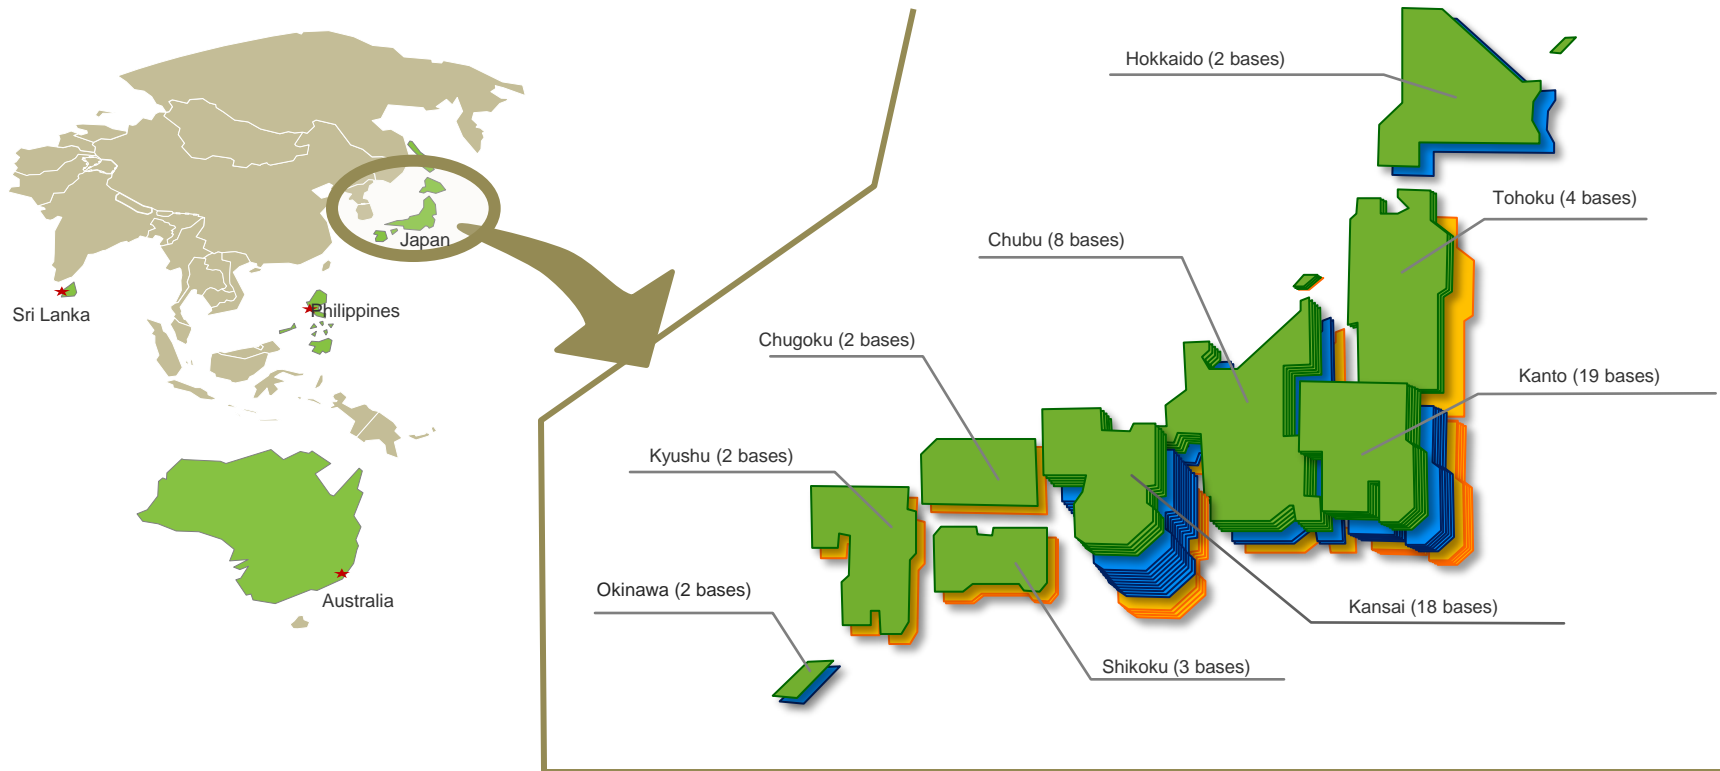 Hokkaido (2 bases)
Tohoku (4 bases)
Chubu (8 bases)
Japan
Sri Lanka
Philippines
Chugoku (2 bases)
Kanto (19 bases)
Kyushu (2 bases)
Okinawa (2 bases)
Australia
Kansai (18 bases)
Shikoku (3 bases)